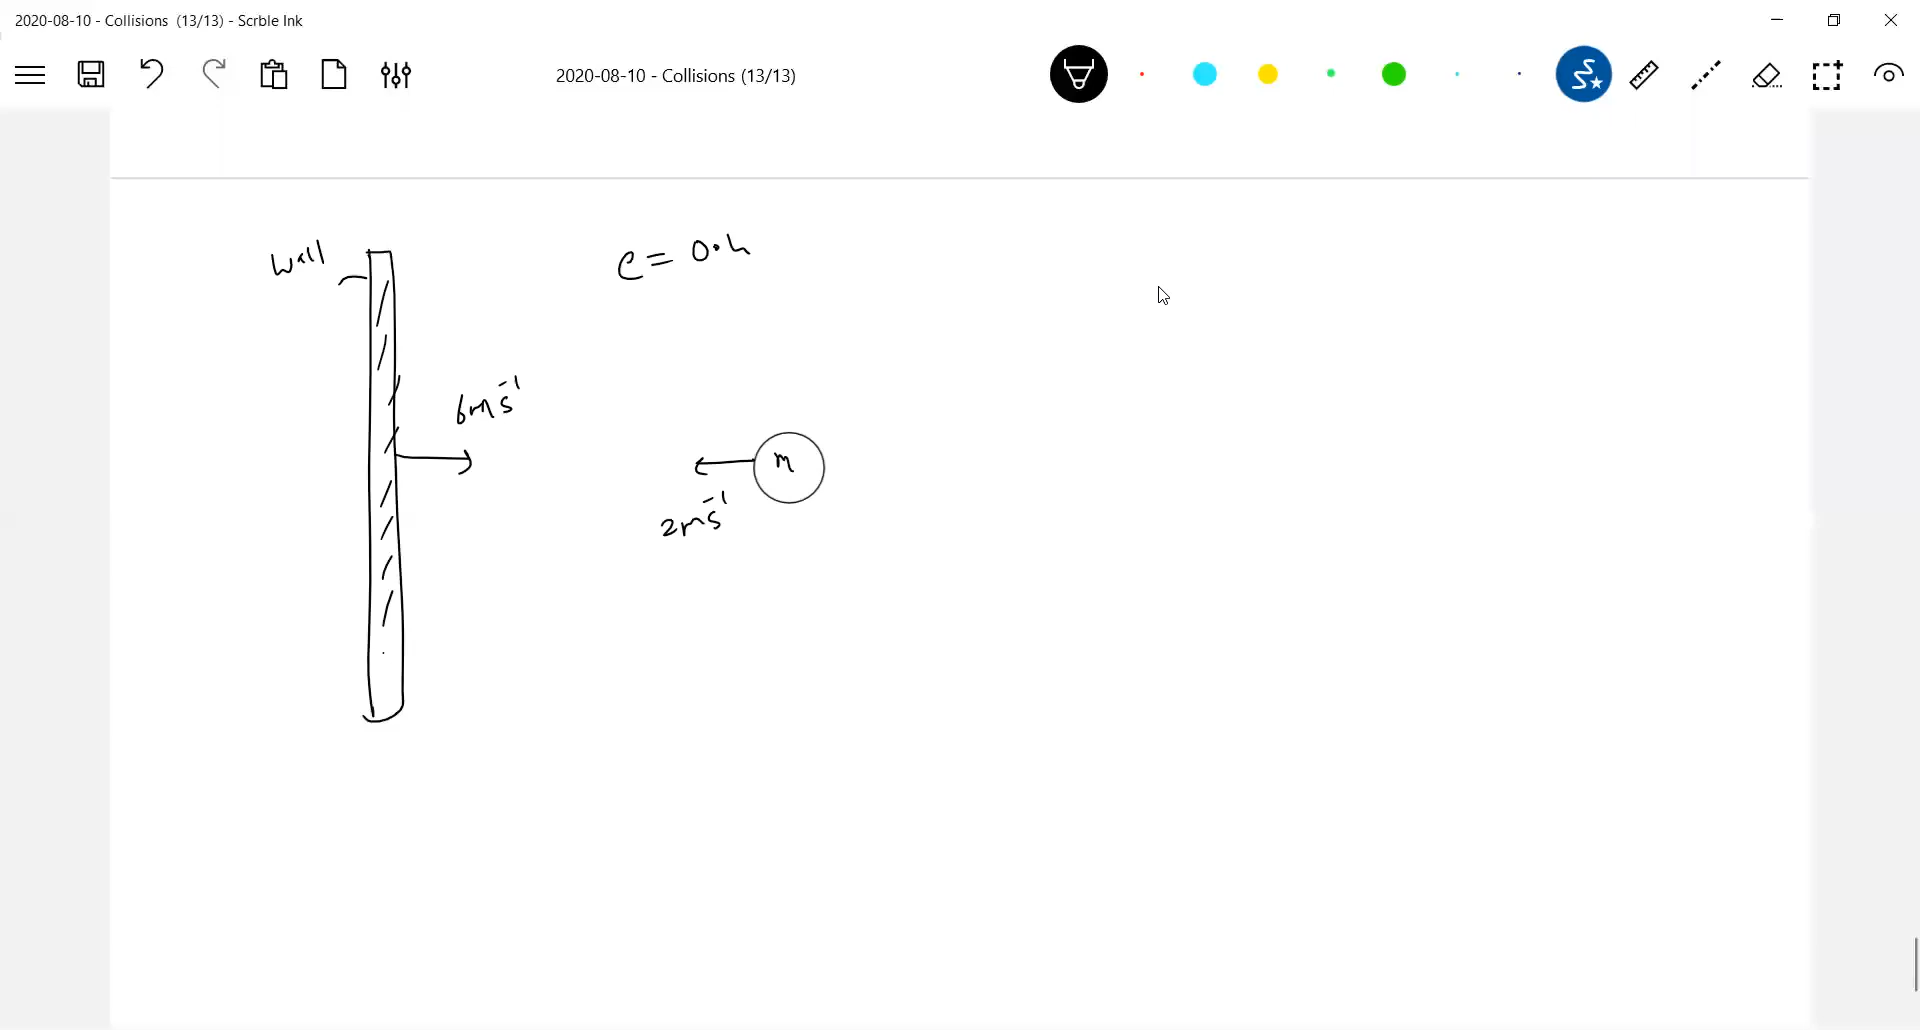 2020-08-10 - Collisions (13/13) - Scrble Ink
2020-08-10 - Collisions (13/13)
Wall
e = 0.4
6ms⁻¹
m
2ms⁻¹